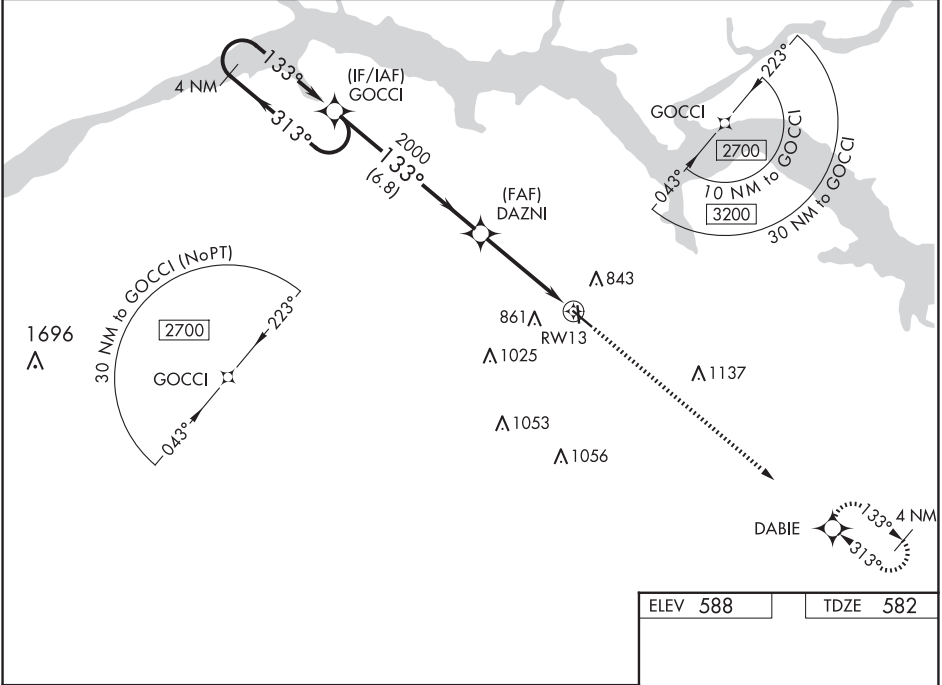 133°
4 NM
313°
(IF/IAF)
GOCCI
2000
133°
(6.8)
(FAF)
DAZNI
223°
GOCCI
2700
043°
10 NM to GOCCI
3200
30 NM to GOCCI
30 NM to GOCCI (NoPT)
2700
223°
GOCCI
043°
1696
843
861
RW13
1025
1137
1053
1056
DABIE
133°
4 NM
313°
ELEV 588
TDZE 582